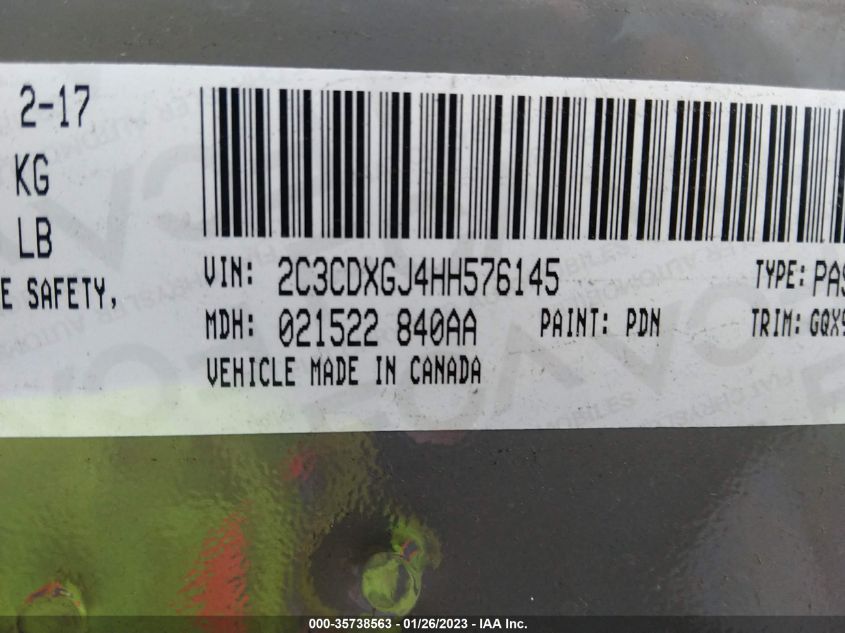 2-17
KG
LB
E SAFETY,
VIN: 2C3CDXGJ4HH576145
TYPE: PAS
MDH: 021522 840AA
PAINT: PDN
TRIM: GQX9
VEHICLE MADE IN CANADA
000-35738563 - 01/26/2023 - IAA Inc.